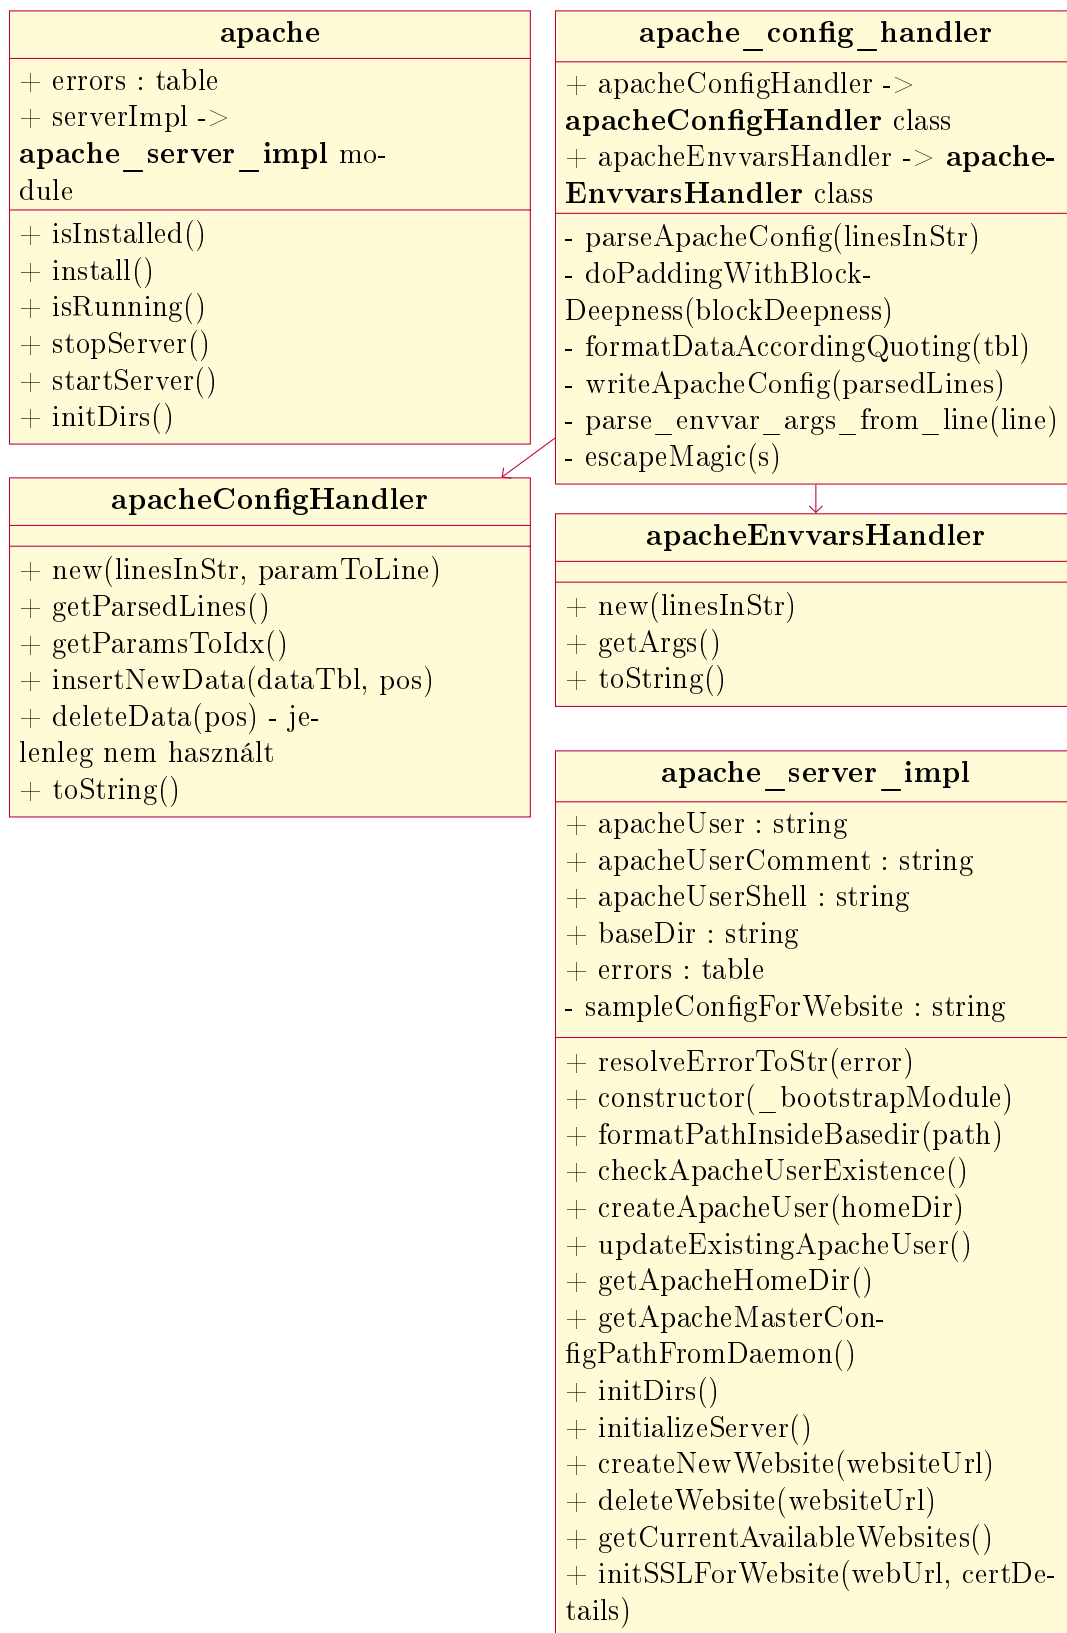 apache
+ errors : table
+ serverImpl ->
apache_server_impl mo-
dule
+ isInstalled()
+ install()
+ isRunning()
+ stopServer()
+ startServer()
+ initDirs()
apache_config_handler
+ apacheConfigHandler ->
apacheConfigHandler class
+ apacheEnvvarsHandler -> apache-
EnvvarsHandler class
- parseApacheConfig(linesInStr)
- doPaddingWithBlock-
Deepness(blockDeepness)
- formatDataAccordingQuoting(tbl)
- writeApacheConfig(parsedLines)
- parse_envvar_args_from_line(line)
- escapeMagic(s)
apacheConfigHandler
+ new(linesInStr, paramToLine)
+ getParsedLines()
+ getParamsToIdx()
+ insertNewData(dataTbl, pos)
+ deleteData(pos) - je-
lenleg nem használt
+ toString()
apacheEnvvarsHandler
+ new(linesInStr)
+ getArgs()
+ toString()
apache_server_impl
+ apacheUser : string
+ apacheUserComment : string
+ apacheUserShell : string
+ baseDir : string
+ errors : table
- sampleConfigForWebsite : string
+ resolveErrorToStr(error)
+ constructor(_bootstrapModule)
+ formatPathInsideBasedir(path)
+ checkApacheUserExistence()
+ createApacheUser(homeDir)
+ updateExistingApacheUser()
+ getApacheHomeDir()
+ getApacheMasterCon-
figPathFromDaemon()
+ initDirs()
+ initializeServer()
+ createNewWebsite(websiteUrl)
+ deleteWebsite(websiteUrl)
+ getCurrentAvailableWebsites()
+ initSSLForWebsite(webUrl, certDe-
tails)